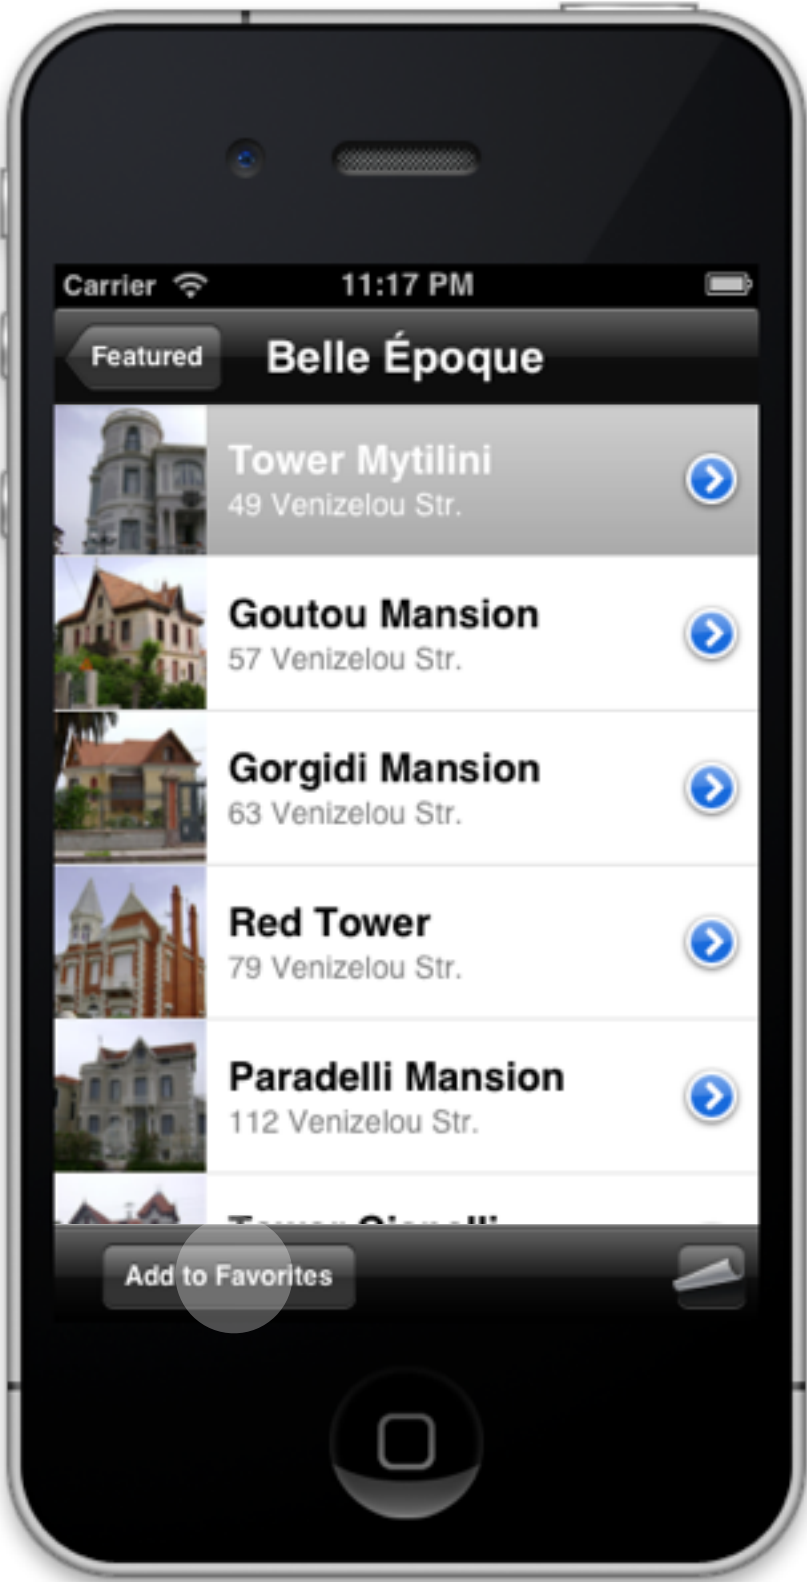 Carrier 11:17 PM
Featured Belle Époque
Tower Mytilini
49 Venizelou Str.
Goutou Mansion
57 Venizelou Str.
Gorgidi Mansion
63 Venizelou Str.
Red Tower
79 Venizelou Str.
Paradelli Mansion
112 Venizelou Str.
Tower
Add to Favorites